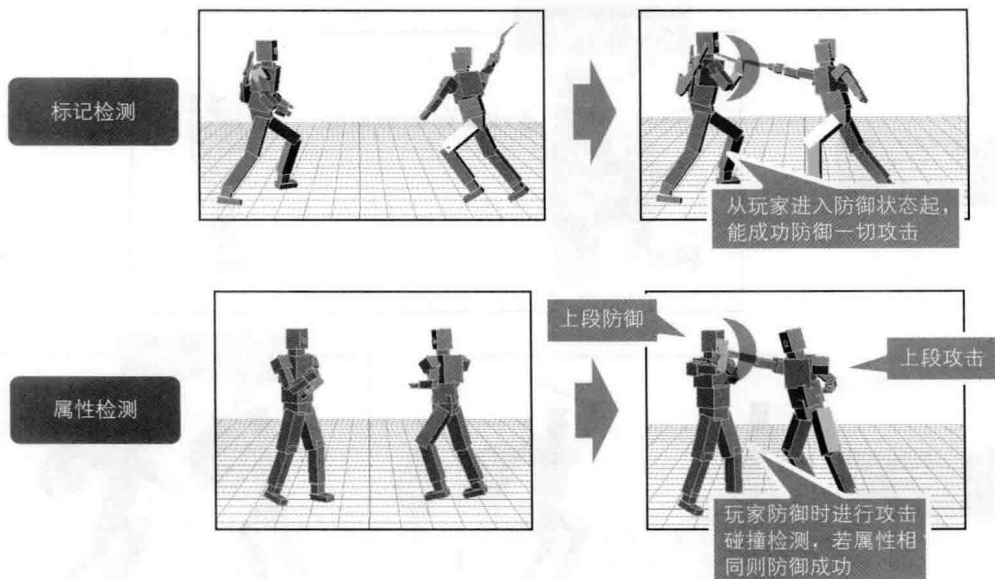 标记检测
从玩家进入防御状态起，
能成功防御一切攻击
上段防御
上段攻击
属性检测
玩家防御时进行攻击
碰撞检测，若属性相
同则防御成功